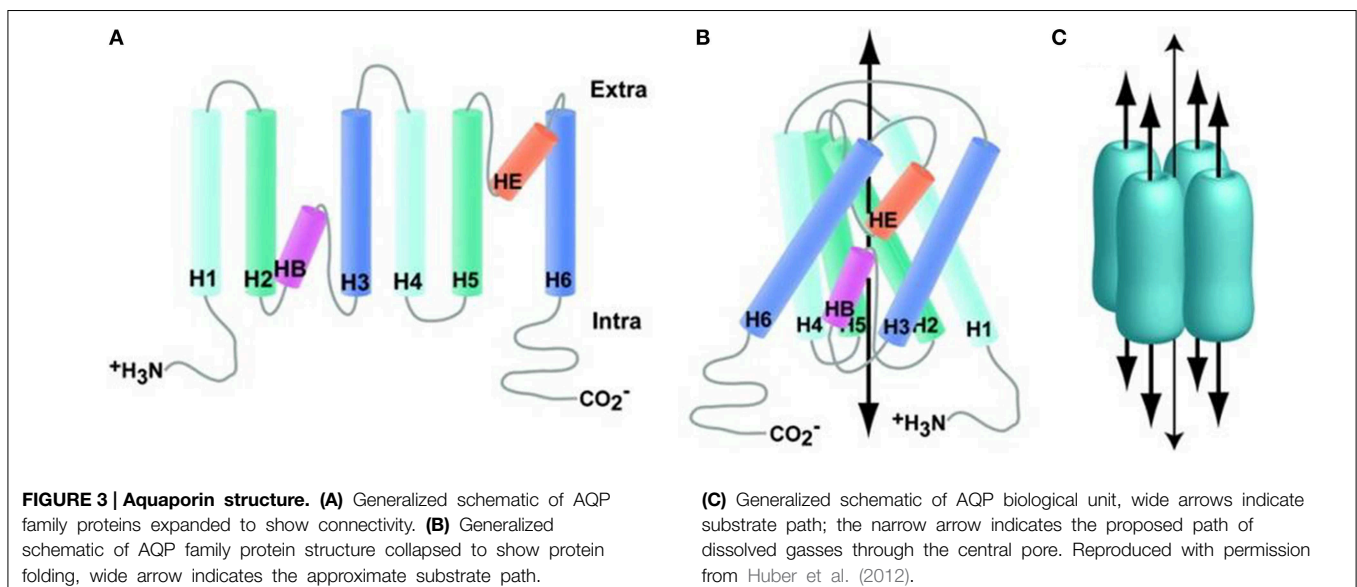 A
B
C
Extra
HE
H1
H2
HB
H3
H4
H5
H6
Intra
+H3N
CO2-
HE
HB
H6
H4
H5
H3
H2
H1
CO2-
+H3N
FIGURE 3 | Aquaporin structure. (A) Generalized schematic of AQP
family proteins expanded to show connectivity. (B) Generalized
schematic of AQP family protein structure collapsed to show protein
folding, wide arrow indicates the approximate substrate path.
(C) Generalized schematic of AQP biological unit, wide arrows indicate
substrate path; the narrow arrow indicates the proposed path of
dissolved gasses through the central pore. Reproduced with permission
from Huber et al. (2012).